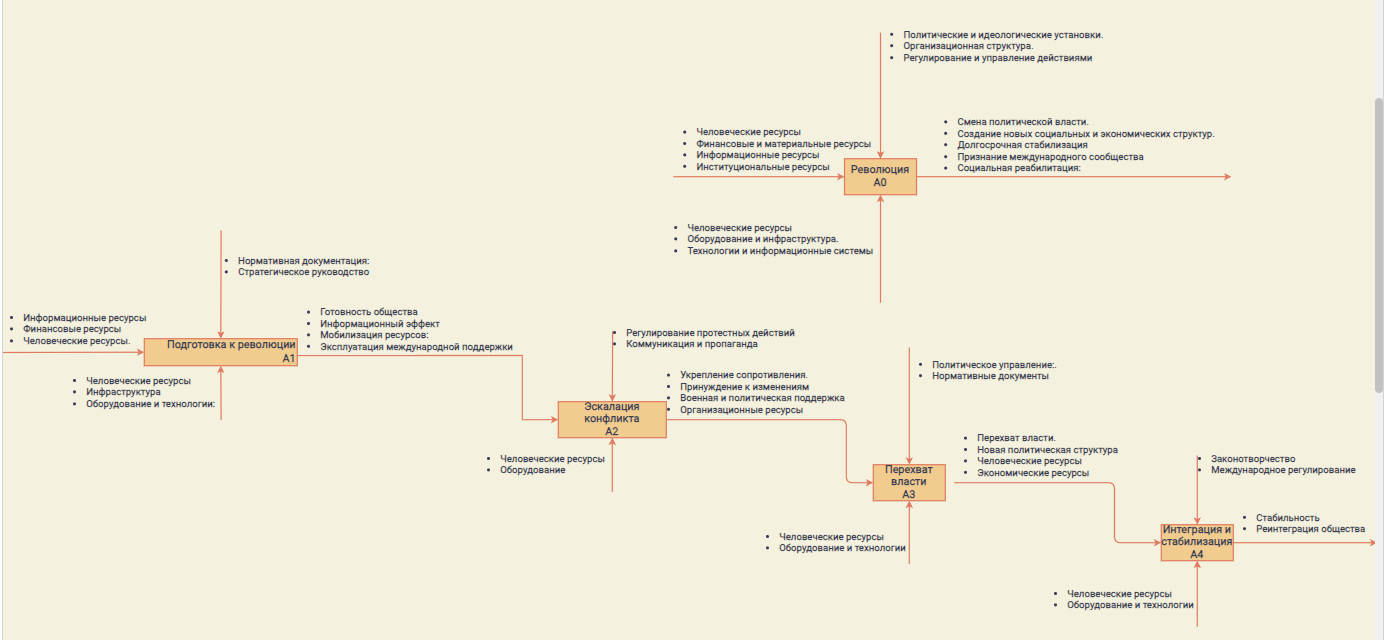 • Политические и идеологические установки.
• Организационная структура.
• Регулирование и управление действиями
• Человеческие ресурсы
• Финансовые и материальные ресурсы
• Информационные ресурсы
• Институциональные ресурсы
• Смена политической власти.
• Создание новых социальных и экономических структур.
• Долгосрочная стабилизация
• Признание международного сообщества
• Социальная реабилитация:
Революция
A0
• Человеческие ресурсы
• Оборудование и инфраструктура.
• Технологии и информационные системы
• Нормативная документация:
• Стратегическое руководство
• Информационные ресурсы
• Финансовые ресурсы
• Человеческие ресурсы.
Подготовка к революции
A1
• Готовность общества
• Информационный эффект
• Мобилизация ресурсов:
• Эксплуатация международной поддержки
• Человеческие ресурсы
• Инфраструктура
• Оборудование и технологии:
• Регулирование протестных действий
• Коммуникация и пропаганда
Эскалация
конфликта
A2
• Укрепление сопротивления.
• Принуждение к изменениям
• Военная и политическая поддержка
• Организационные ресурсы
• Человеческие ресурсы
• Оборудование
• Политическое управление:.
• Нормативные документы
Перехват
власти
A3
• Перехват власти.
• Новая политическая структура
• Человеческие ресурсы
• Экономические ресурсы
• Человеческие ресурсы
• Оборудование и технологии
• Законотворчество
• Международное регулирование
Интеграция и
стабилизация
A4
• Стабильность
• Реинтеграция общества
• Человеческие ресурсы
• Оборудование и технологии